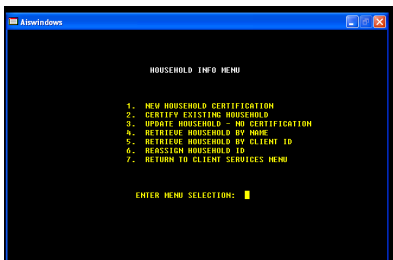 Aiswindows
HOUSEHOLD INFO MENU
1. NEW HOUSEHOLD CERTIFICATION
2. CERTIFY EXISTING HOUSEHOLD
3. UPDATE HOUSEHOLD - NO CERTIFICATION
4. RETRIEVE HOUSEHOLD BY NAME
5. RETRIEVE HOUSEHOLD BY CLIENT ID
6. REASSIGN HOUSEHOLD ID
7. RETURN TO CLIENT SERVICES MENU
ENTER MENU SELECTION: